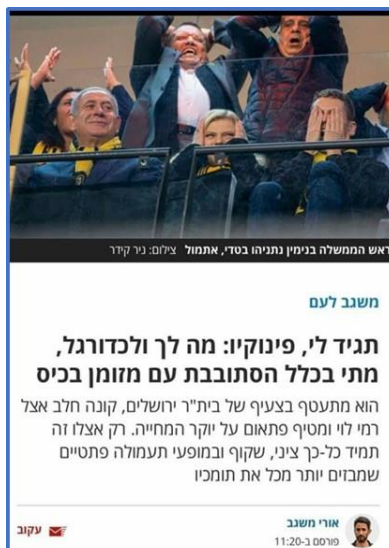 ראש הממשלה בנימין נתניהו בטדי, אתמול צילום: ניר קידר
משגב לעם
תגיד לי, פינוקיו: מה לך ולכדורגל,
מתי בכלל הסתובבת עם מזומן בכיס
הוא מתעטף בצעיף של בית"ר ירושלים, קונה חלב אצל
רמי לוי ומטיף פתאום על יוקר המחייה. רק אצלו זה
תמיד כל-כך ציני, שקוף ובמופעי תעמולה פתטיים
שמבזים יותר מכל את תומכיו
אורי משגב
פורסם ב-11:20
עקוב